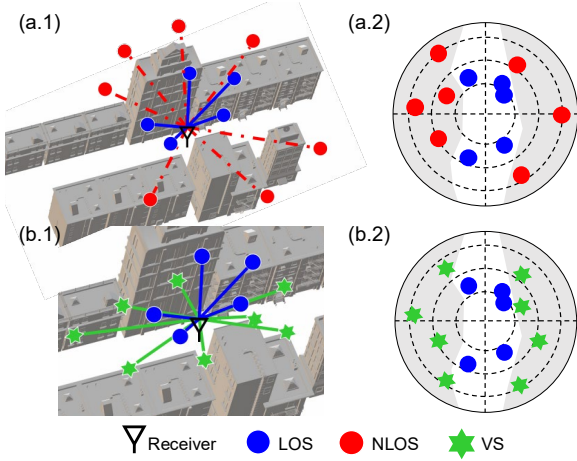 (a.1)
(a.2)
(b.1)
(b.2)
Receiver LOS NLOS VS